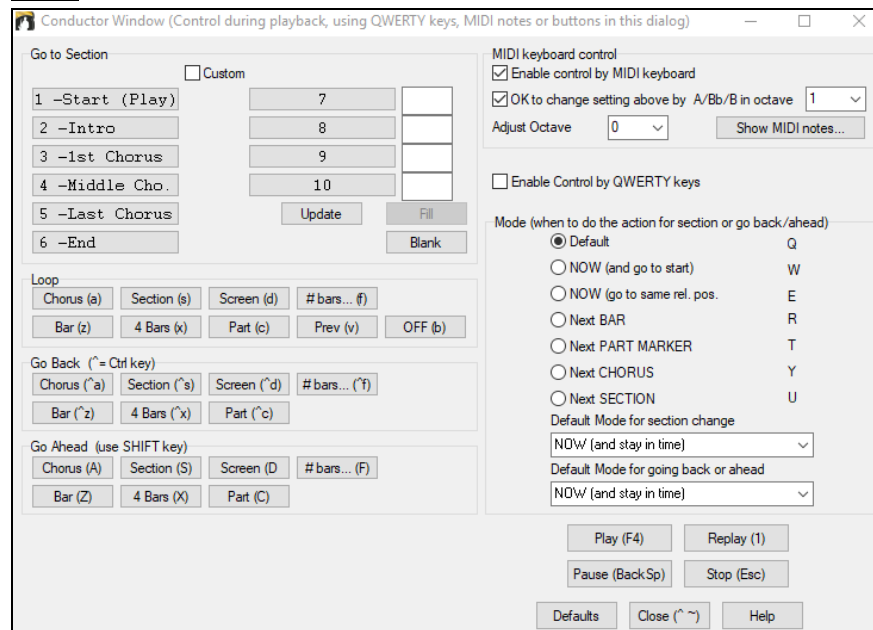 Conductor Window (Control during playback, using QWERTY keys, MIDI notes or buttons in this dialog)
Go to Section
Custom
1 -Start (Play) 7
2 -Intro 8
3 -1st Chorus 9
4 -Middle Cho. 10
5 -Last Chorus Update Fill
6 -End Blank
Loop
Chorus (a) Section (s) Screen (d) # bars... (f)
Bar (z) 4 Bars (x) Part (c) Prev (v) OFF (b)
Go Back (^= Ctrl key)
Chorus (^a) Section (^s) Screen (^d) # bars... (^f)
Bar (^z) 4 Bars (^x) Part (^c)
Go Ahead (use SHIFT key)
Chorus (A) Section (S) Screen (D # bars... (F)
Bar (Z) 4 Bars (X) Part (C)
MIDI keyboard control
Enable control by MIDI keyboard
OK to change setting above by A/Bb/B in octave 1
Adjust Octave 0 Show MIDI notes...
Enable Control by QWERTY keys
Mode (when to do the action for section or go back/ahead)
Default Q
NOW (and go to start) W
NOW (go to same rel. pos. E
Next BAR R
Next PART MARKER T
Next CHORUS Y
Next SECTION U
Default Mode for section change
NOW (and stay in time)
Default Mode for going back or ahead
NOW (and stay in time)
Play (F4) Replay (1)
Pause (BackSp) Stop (Esc)
Defaults Close (^ ~) Help